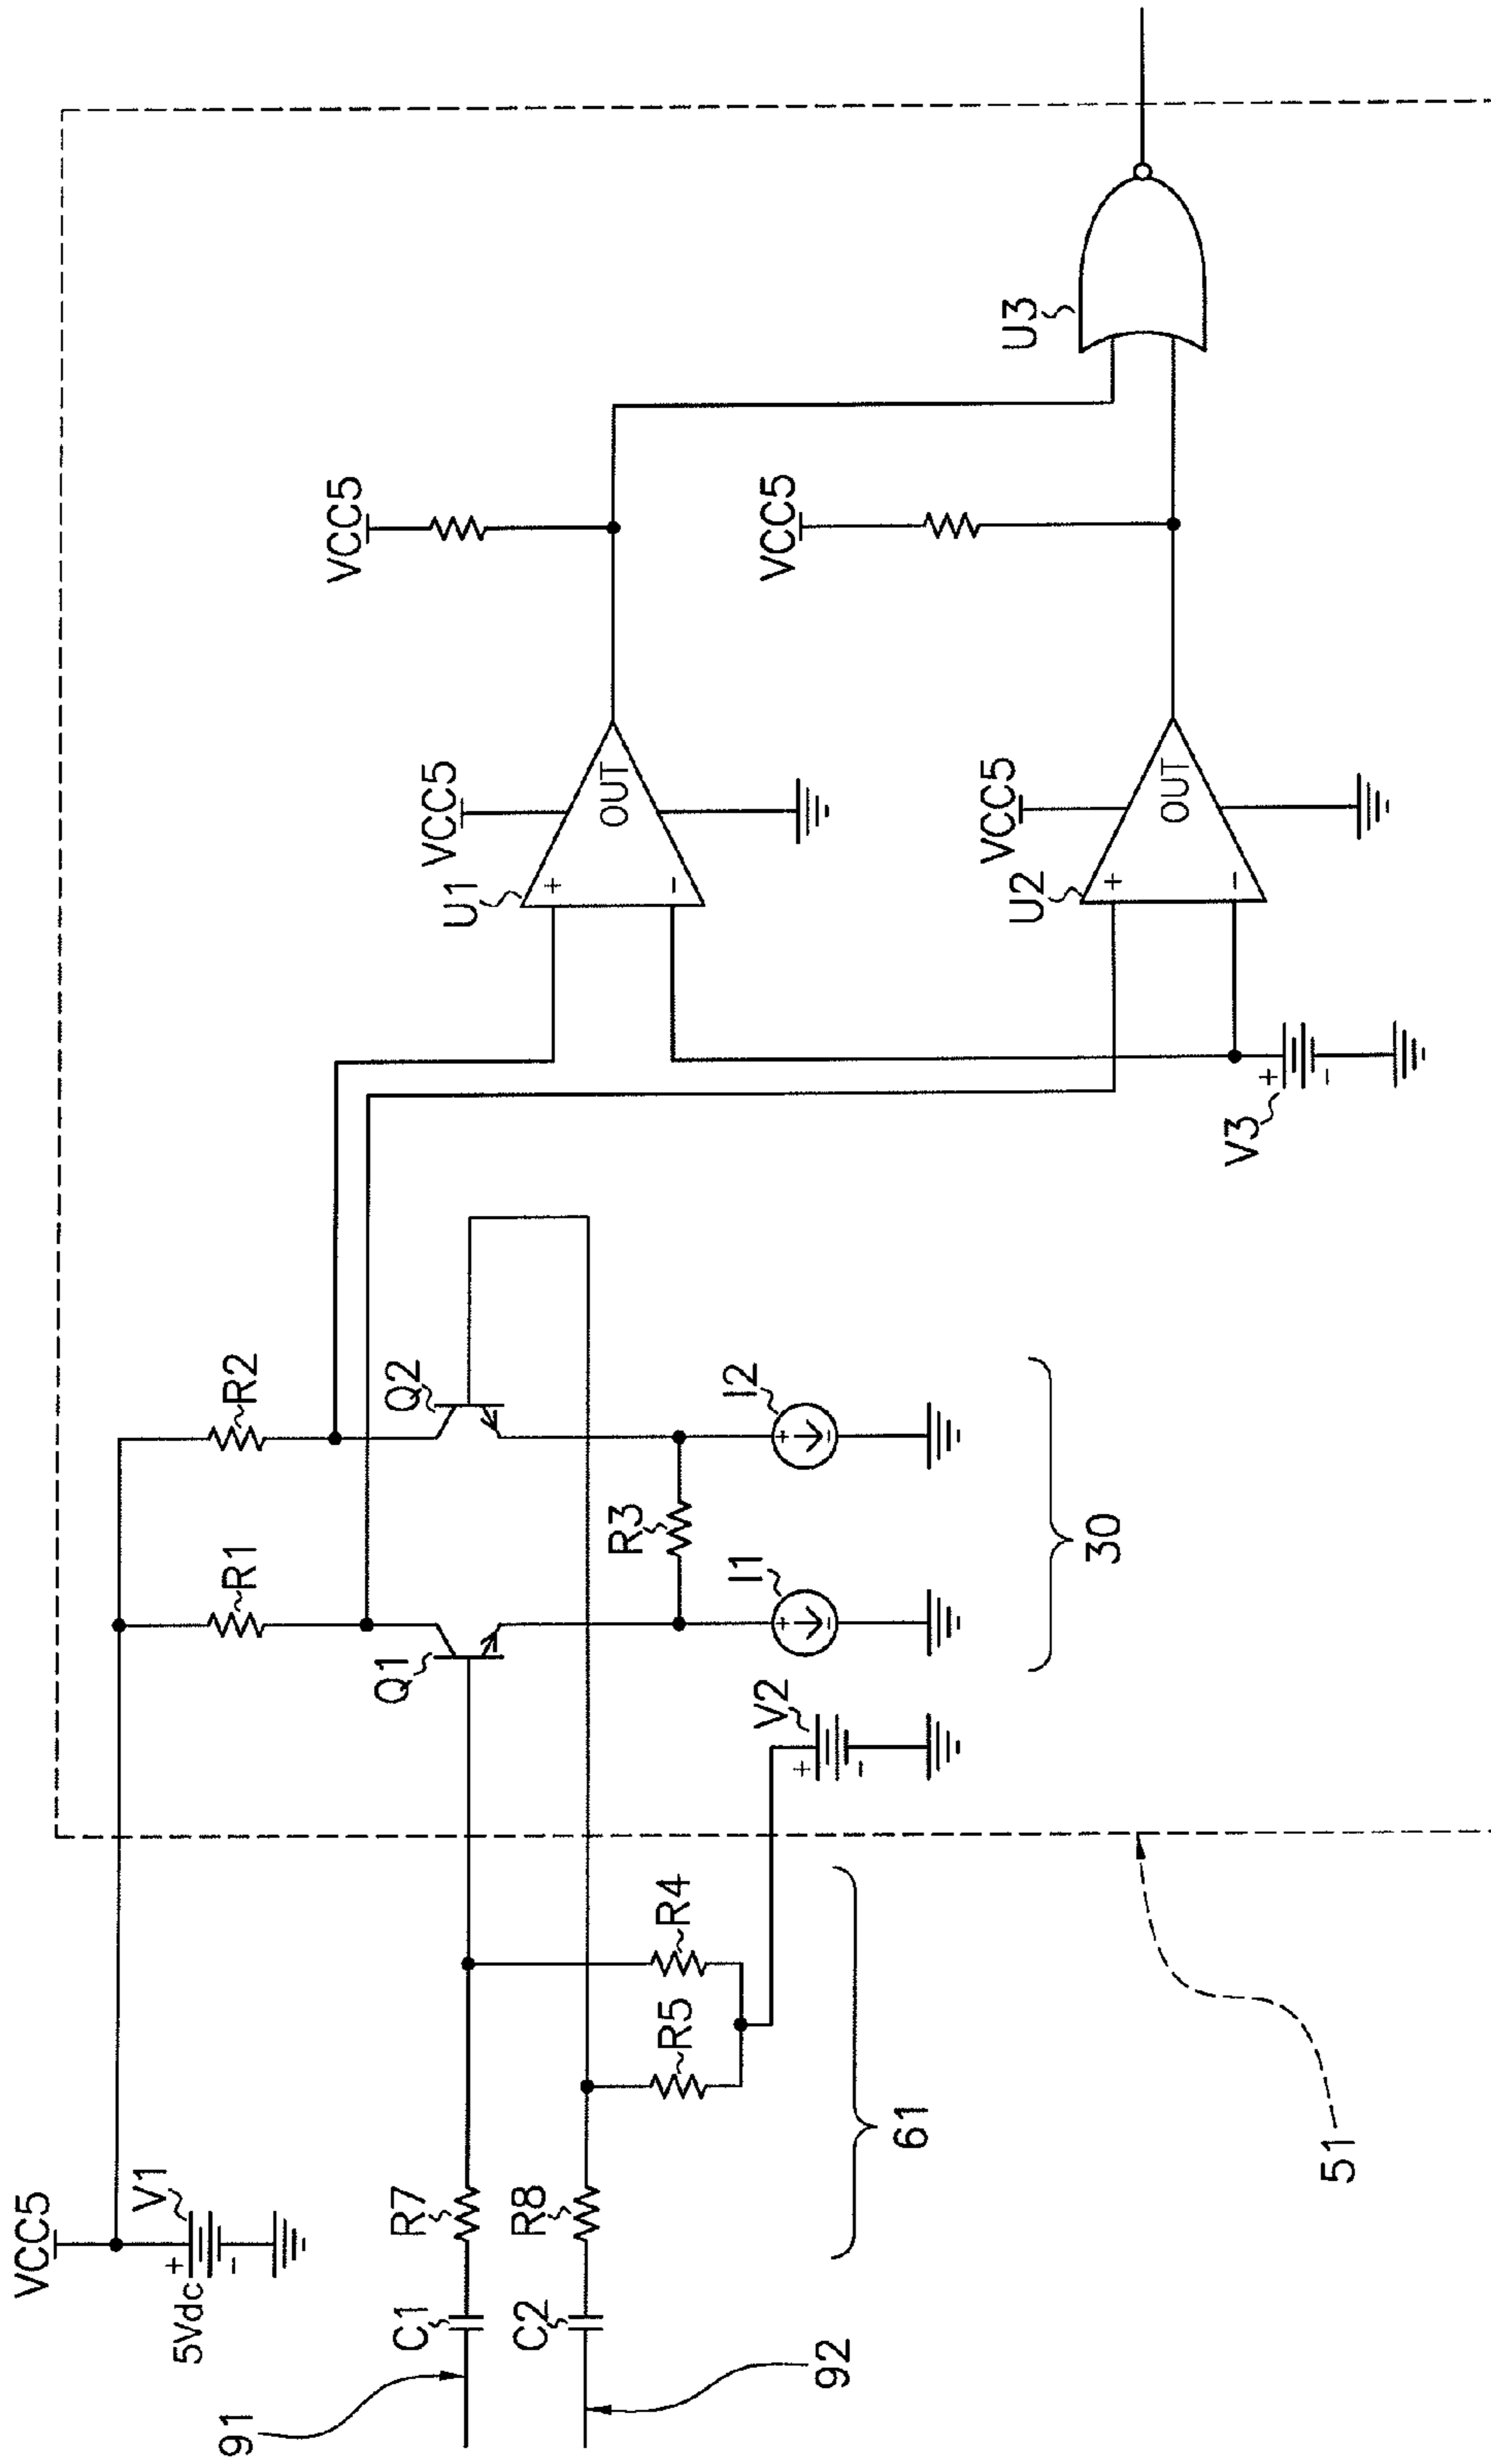 VCC5
V1
+
-
5Vdc
R1
R2
91
C1
R7
Q1
Q2
92
C2
R8
R5
R4
61
V2
+
-
R3
I1
+
-
I2
+
-
30
51
VCC5
VCC5
U1
+
-
OUT
VCC5
VCC5
U2
+
-
OUT
V3
+
-
U3